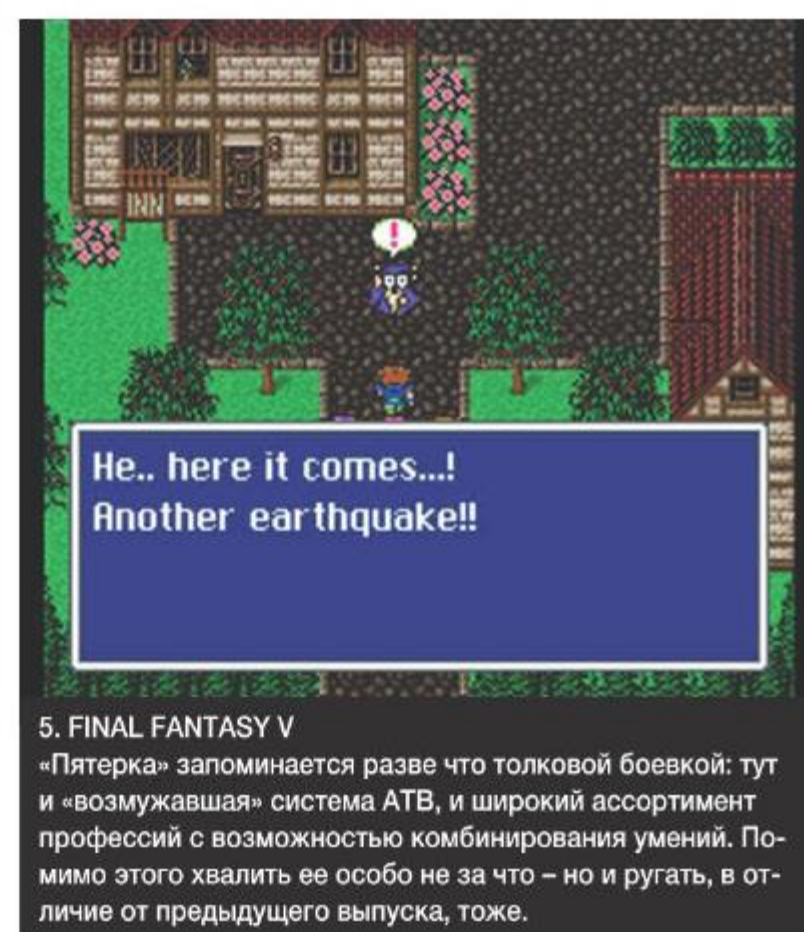 INN
!
He.. here it comes...!
Another earthquake!!
5. FINAL FANTASY V
«Пятерка» запоминается разве что толковой боевкой: тут
и «возмужавшая» система ATB, и широкий ассортимент
профессий с возможностью комбинирования умений. По-
мимо этого хвалить ее особо не за что – но и ругать, в от-
личие от предыдущего выпуска, тоже.